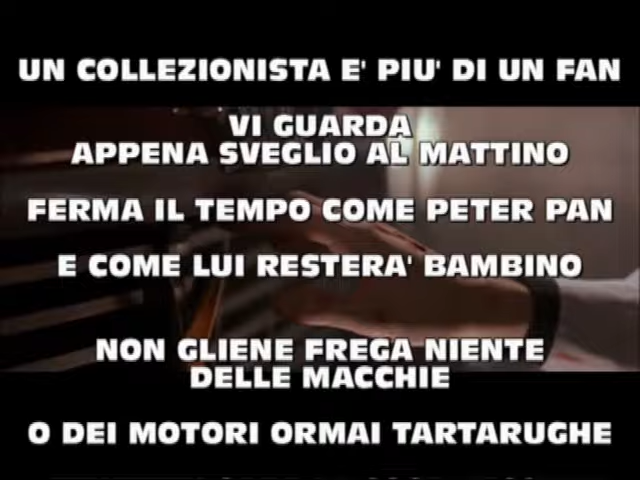 UN COLLEZIONISTA E' PIU' DI UN FAN
VI GUARDA
APPENA SVEGLIO AL MATTINO
FERMA IL TEMPO COME PETER PAN
E COME LUI RESTERA' BAMBINO
NON GLIENE FREGA NIENTE
DELLE MACCHIE
O DEI MOTORI ORMAI TARTARUGHE